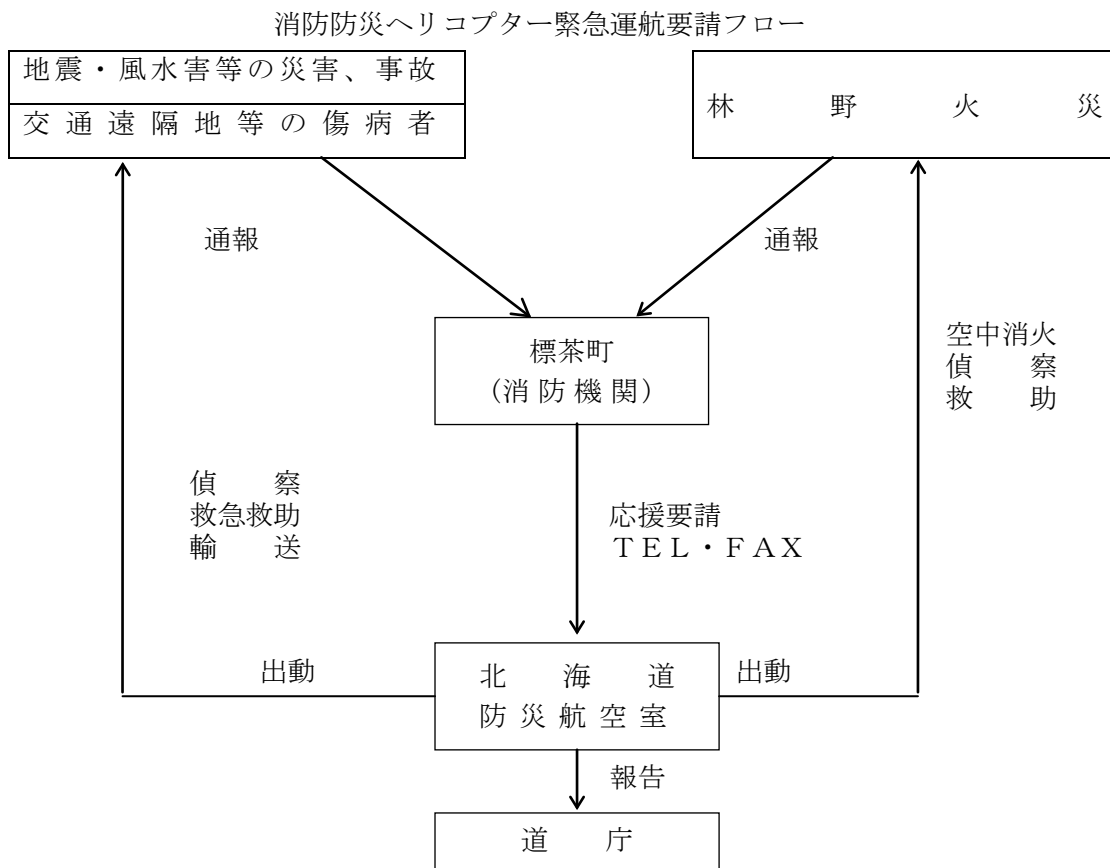 消防防災ヘリコプター緊急運航要請フロー
地震・風水害等の災害、事故
交通遠隔地等の傷病者
林野火災
通報
通報
標茶町
(消防機関)
空中消火
偵察
救助
偵察
救急救助
輸送
応援要請
ＴＥＬ・ＦＡＸ
出動
北海道
防災航空室
出動
報告
道庁